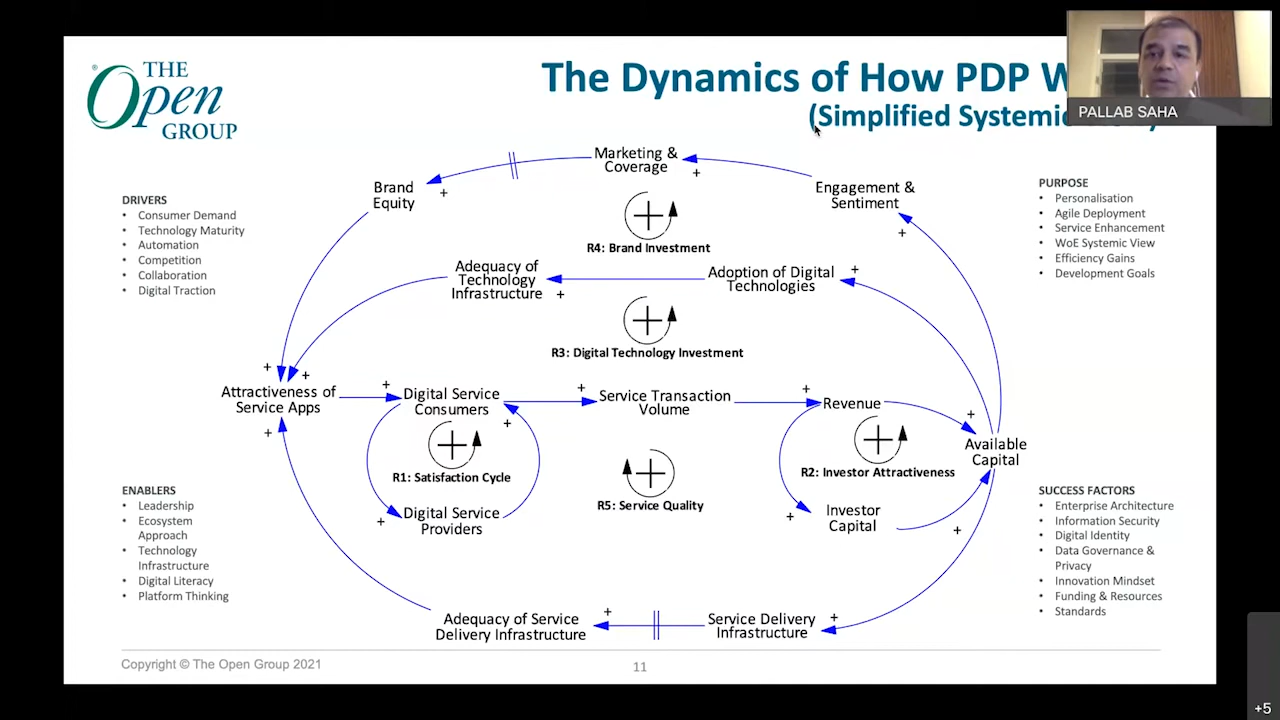 THE
Open
GROUP
®
The Dynamics of How PDP W
(Simplified Systemic
PALLAB SAHA
DRIVERS
• Consumer Demand
• Technology Maturity
• Automation
• Competition
• Collaboration
• Digital Traction
PURPOSE
• Personalisation
• Agile Deployment
• Service Enhancement
• WoE Systemic View
• Efficiency Gains
• Development Goals
Marketing &
Coverage
+
Brand
Equity
+
Engagement &
Sentiment
+
+
R4: Brand Investment
Adequacy of
Technology
Infrastructure
+
Adoption of Digital
Technologies
+
+
R3: Digital Technology Investment
+
+
Attractiveness of
Service Apps
+
+
Digital Service
Consumers
+
+
Service Transaction
Volume
+
Revenue
+
Available
Capital
+
+
R1: Satisfaction Cycle
+
R2: Investor Attractiveness
+
R5: Service Quality
Digital Service
Providers
+
Investor
Capital
+
+
Adequacy of Service
Delivery Infrastructure
+
Service Delivery
Infrastructure
+
ENABLERS
• Leadership
• Ecosystem
Approach
• Technology
Infrastructure
• Digital Literacy
• Platform Thinking
SUCCESS FACTORS
• Enterprise Architecture
• Information Security
• Digital Identity
• Data Governance &
Privacy
• Innovation Mindset
• Funding & Resources
• Standards
Copyright © The Open Group 2021
11
+5